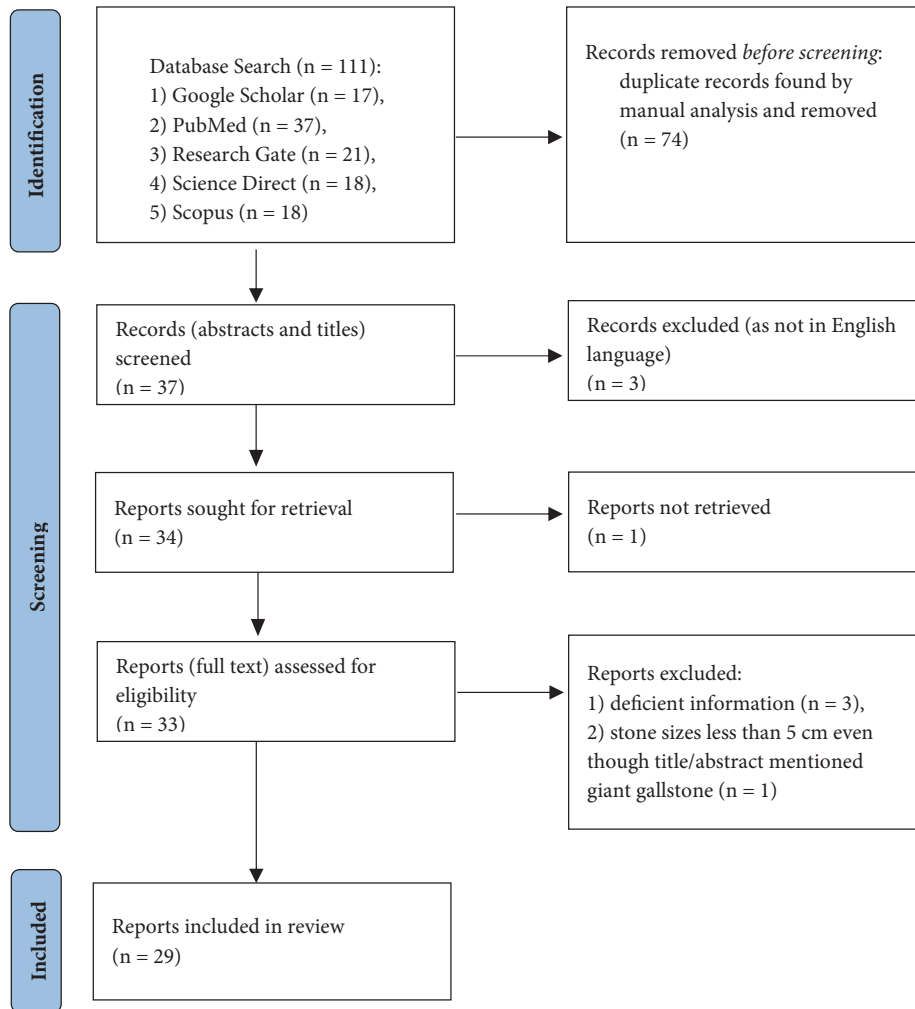 Identification
Database Search (n = 111):
1) Google Scholar (n = 17),
2) PubMed (n = 37),
3) Research Gate (n = 21),
4) Science Direct (n = 18),
5) Scopus (n = 18)
Records removed before screening:
duplicate records found by
manual analysis and removed
(n = 74)
Screening
Records (abstracts and titles)
screened
(n = 37)
Records excluded (as not in English
language)
(n = 3)
Reports sought for retrieval
(n = 34)
Reports not retrieved
(n = 1)
Reports (full text) assessed for
eligibility
(n = 33)
Reports excluded:
1) deficient information (n = 3),
2) stone sizes less than 5 cm even
though title/abstract mentioned
giant gallstone (n = 1)
Included
Reports included in review
(n = 29)